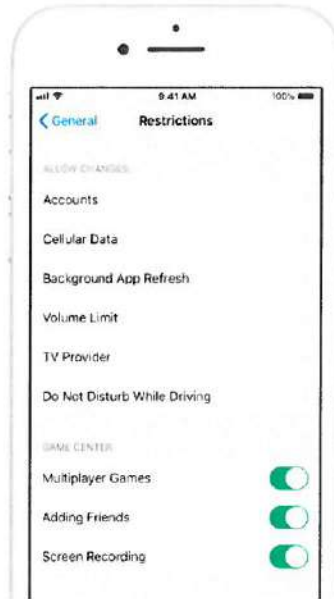 9:41 AM 100%
General Restrictions
ALLOW CHANGES:
Accounts
Cellular Data
Background App Refresh
Volume Limit
TV Provider
Do Not Disturb While Driving
GAME CENTER:
Multiplayer Games
Adding Friends
Screen Recording